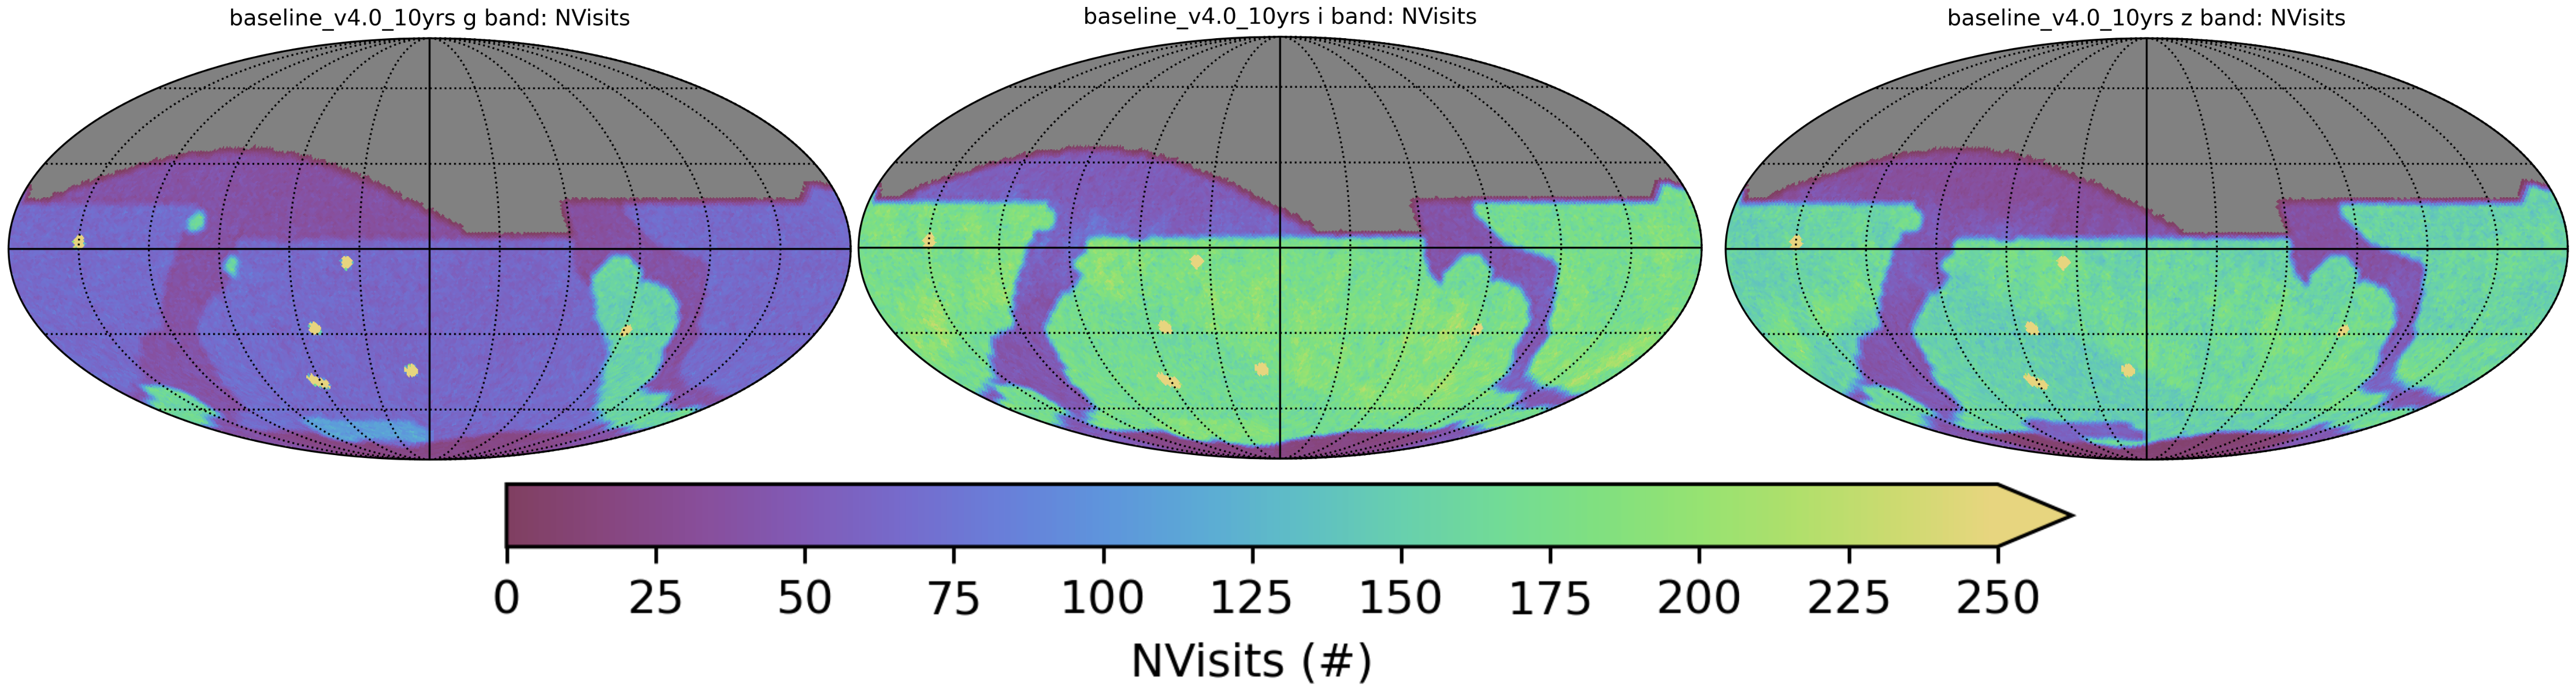 baseline_v4.0_10yrs g band: NVisits
baseline_v4.0_10yrs i band: NVisits
baseline_v4.0_10yrs z band: NVisits
0 25 50 75 100 125 150 175 200 225 250
NVisits (#)